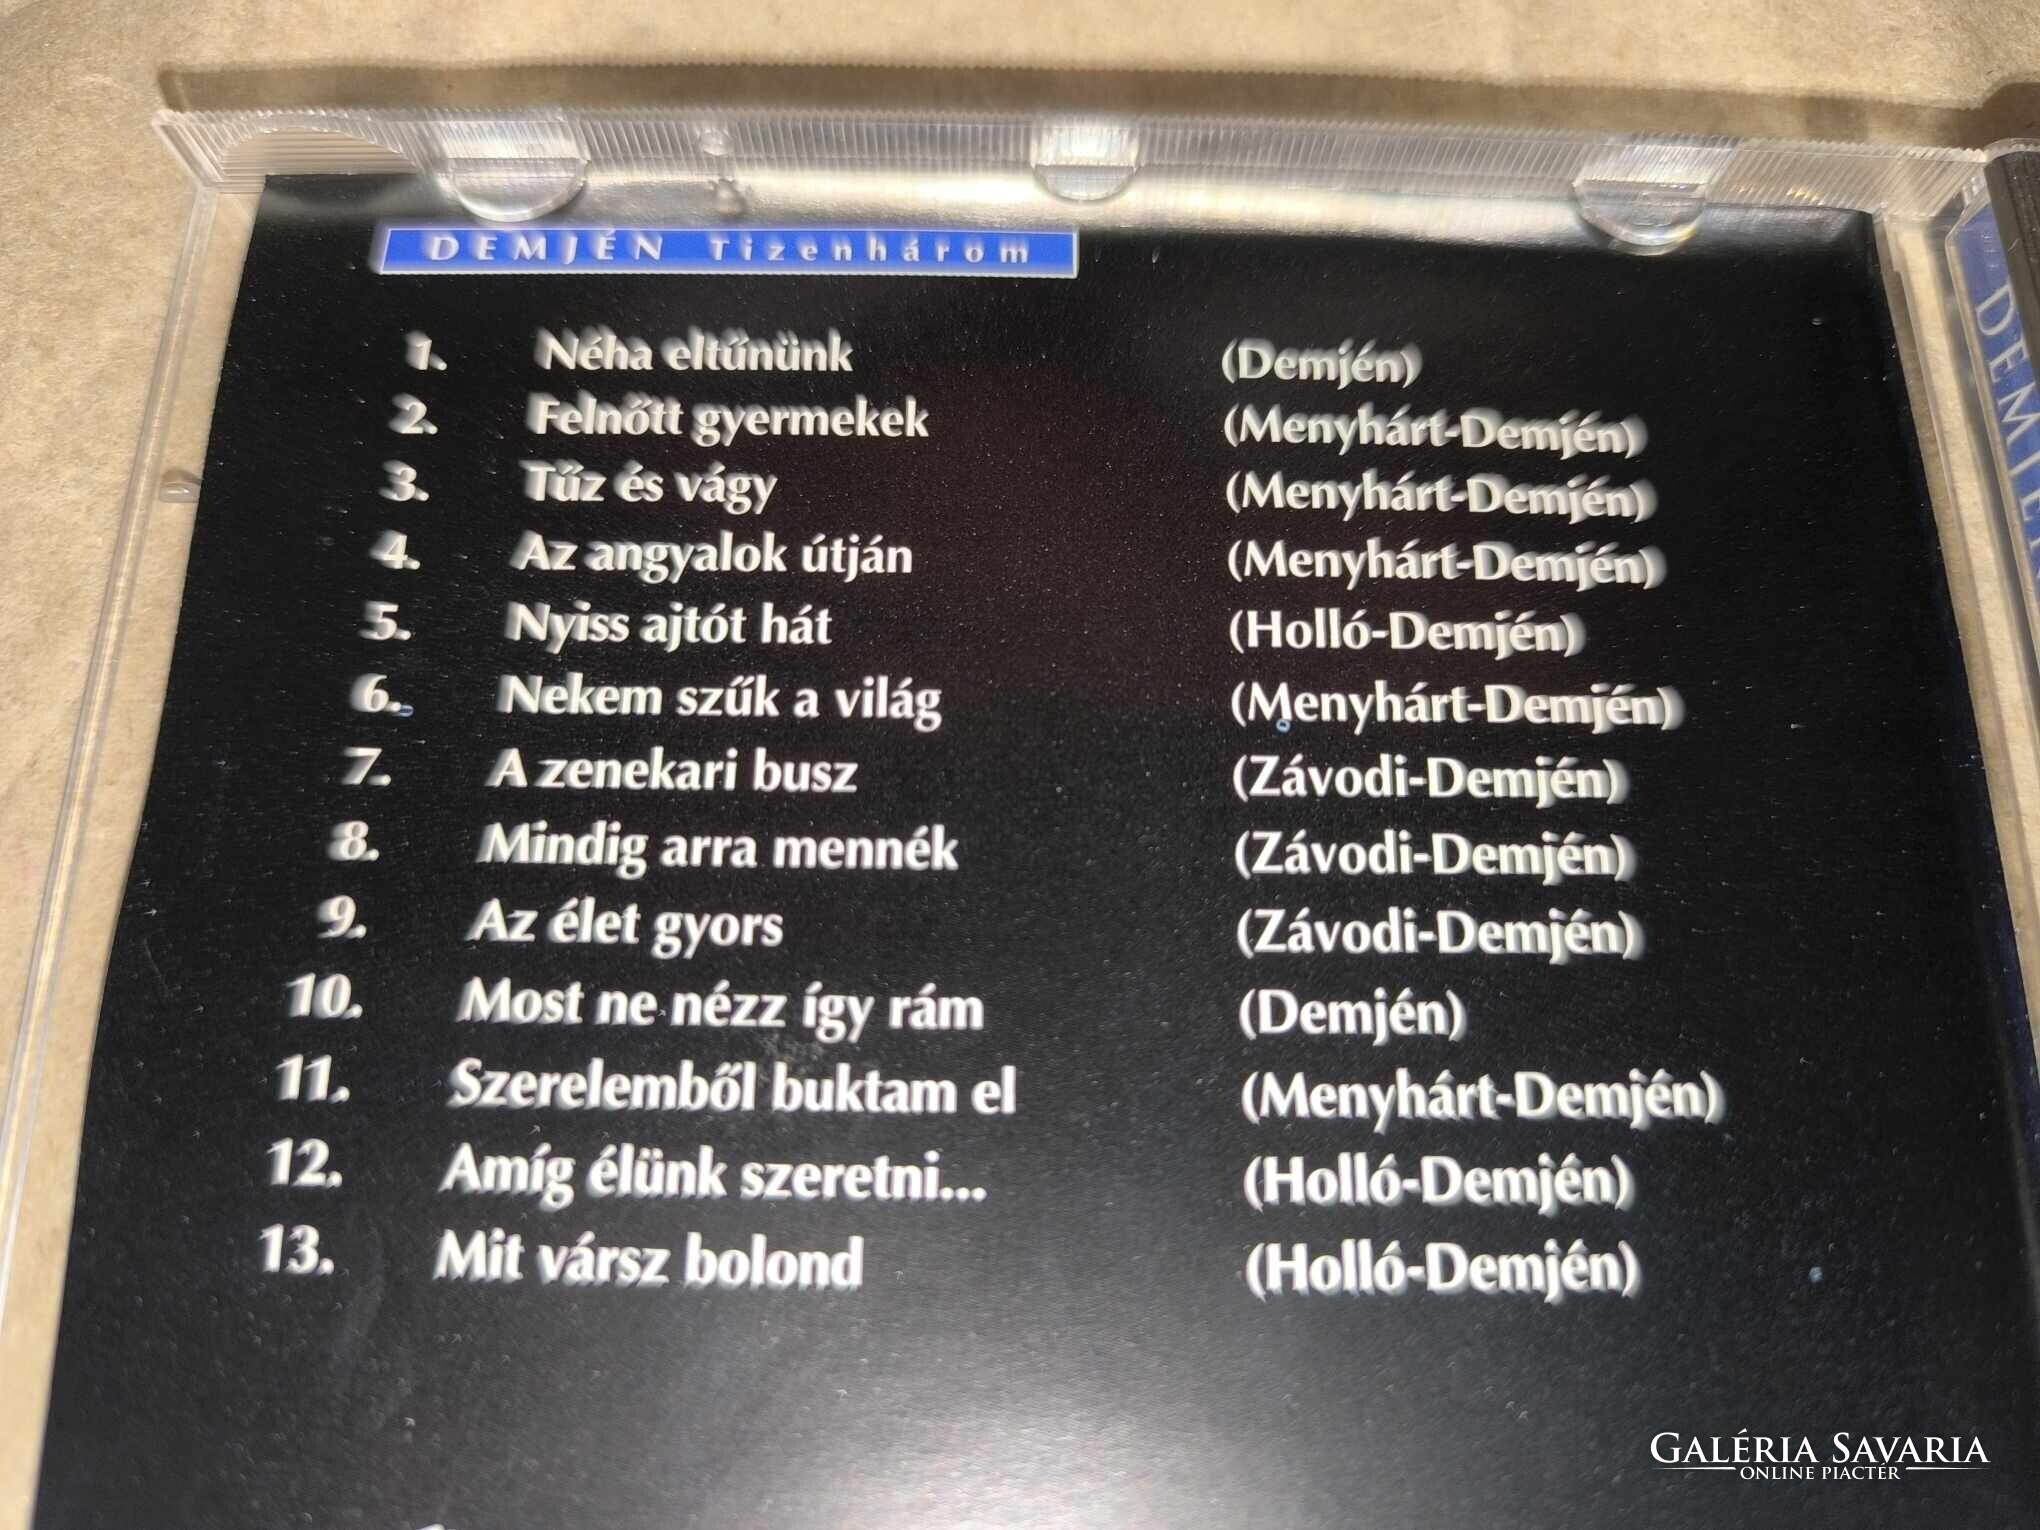 DEMJÉN Tizenhárom
1. Néha eltűnünk (Demjén)
2. Felnőtt gyermekek (Menyhárt-Demjén)
3. Tűz és vágy (Menyhárt-Demjén)
4. Az angyalok útján (Menyhárt-Demjén)
5. Nyiss ajtót hát (Holló-Demjén)
6. Nekem szűk a világ (Menyhárt-Demjén)
7. A zenekari busz (Závodi-Demjén)
8. Mindig arra mennék (Závodi-Demjén)
9. Az élet gyors (Závodi-Demjén)
10. Most ne nézz így rám (Demjén)
11. Szerelemből buktam el (Menyhárt-Demjén)
12. Amíg élünk szeretni... (Holló-Demjén)
13. Mit vársz bolond (Holló-Demjén)
GALÉRIA SAVARIA
ONLINE PIACTÉR